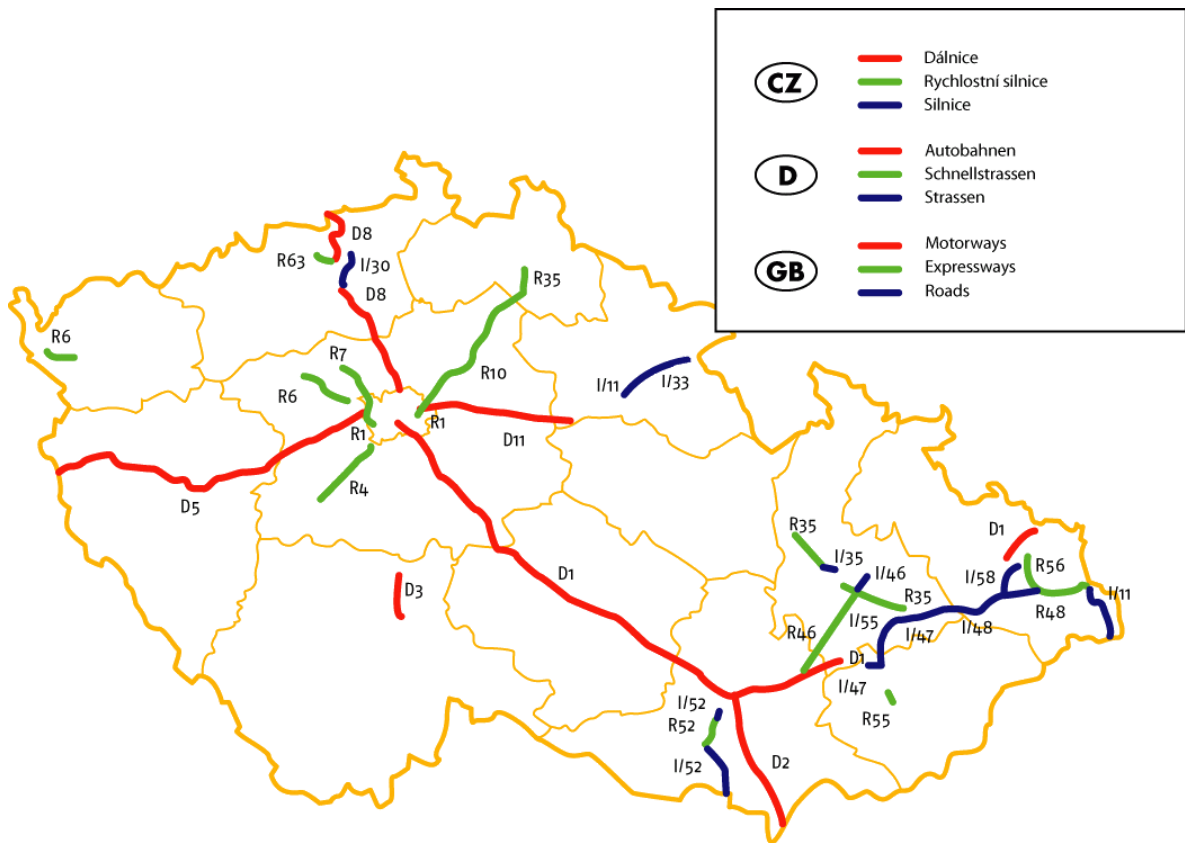 CZ
Dálnice
Rychlostní silnice
Silnice
D
Autobahnen
Schnellstrassen
Strassen
GB
Motorways
Expressways
Roads
D8
R63
I/30
D8
R35
R6
R7
R10
R6
I/11
I/33
R1
R1
D11
R4
D5
D3
D1
R35
I/35
I/46
D1
R56
I/58
I/11
R35
R48
I/55
I/47
I/48
R46
D1
I/47
R55
I/52
R52
I/52
D2